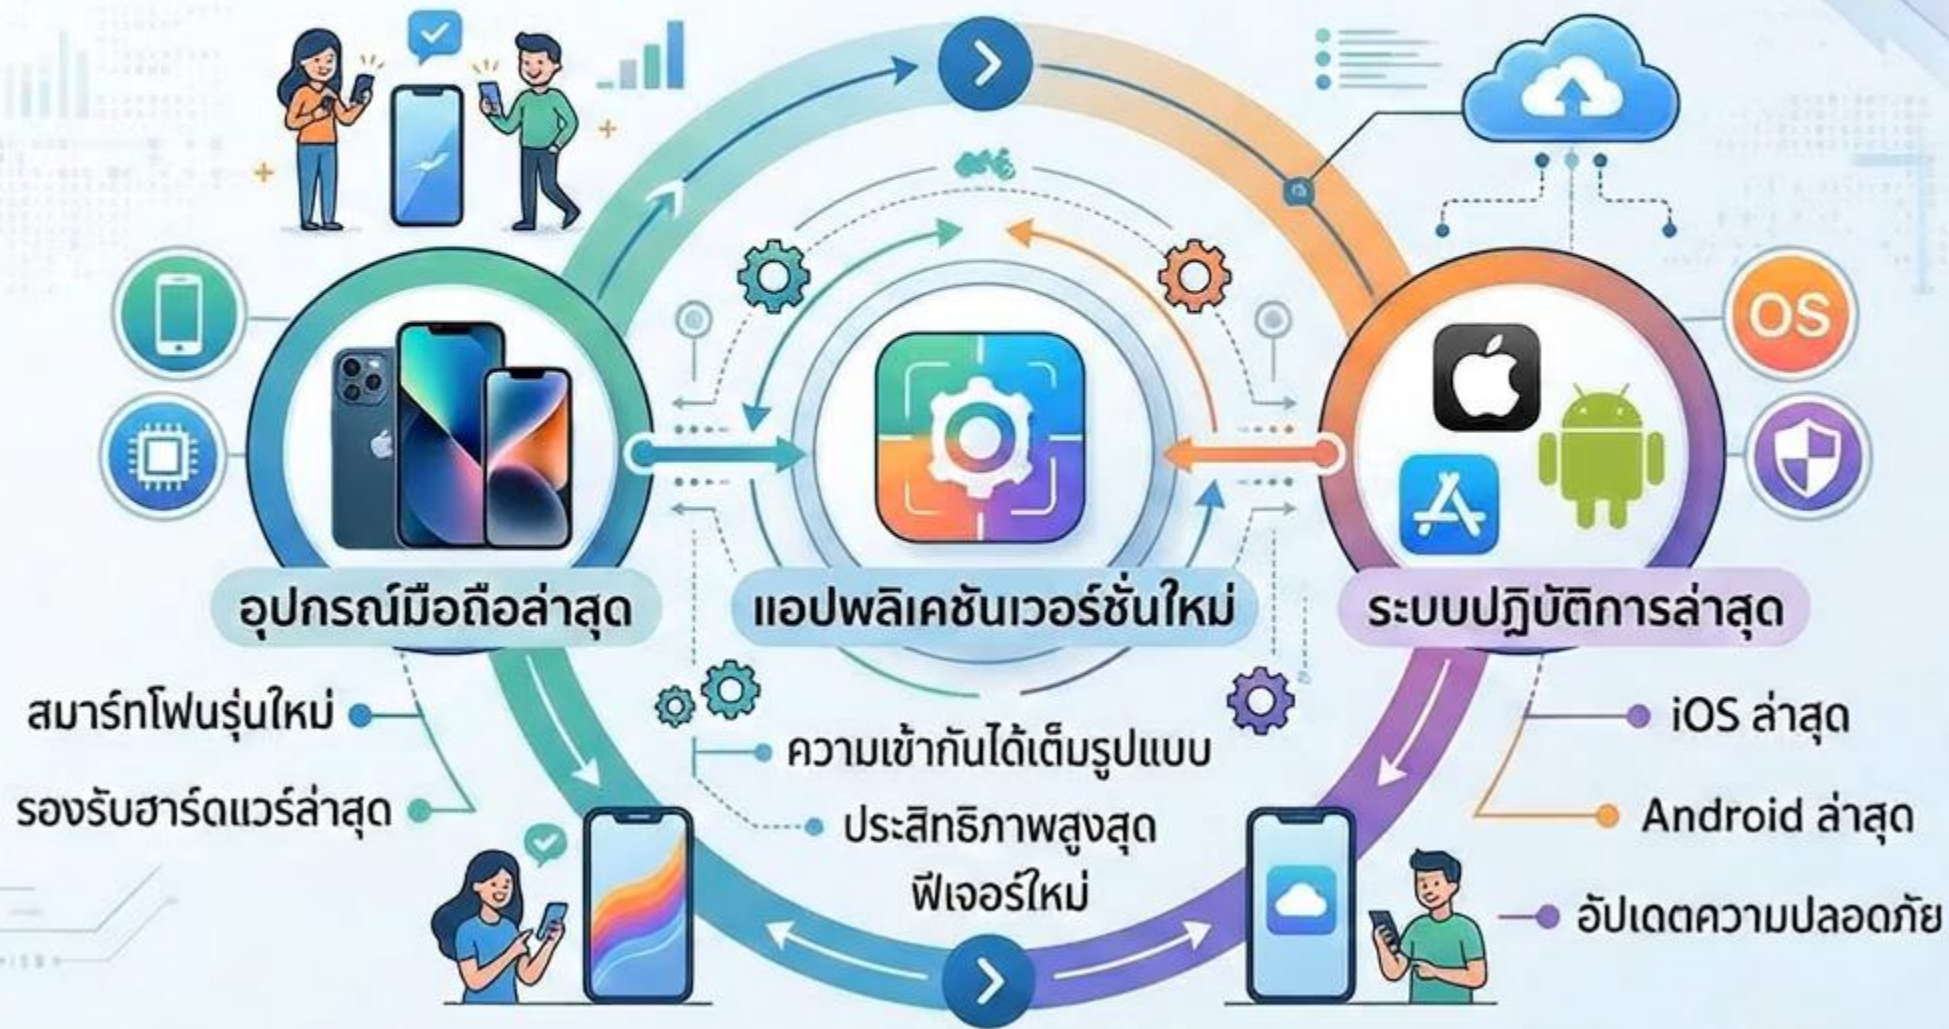 OS
อุปกรณ์มือถือล่าสุด
แอปพลิเคชันเวอร์ชั่นใหม่
ระบบปฏิบัติการล่าสุด
สมาร์ทโฟนรุ่นใหม่
รองรับฮาร์ดแวร์ล่าสุด
ความเข้ากันได้เต็มรูปแบบ
ประสิทธิภาพสูงสุด
ฟีเจอร์ใหม่
iOS ล่าสุด
Android ล่าสุด
อัปเดตความปลอดภัย